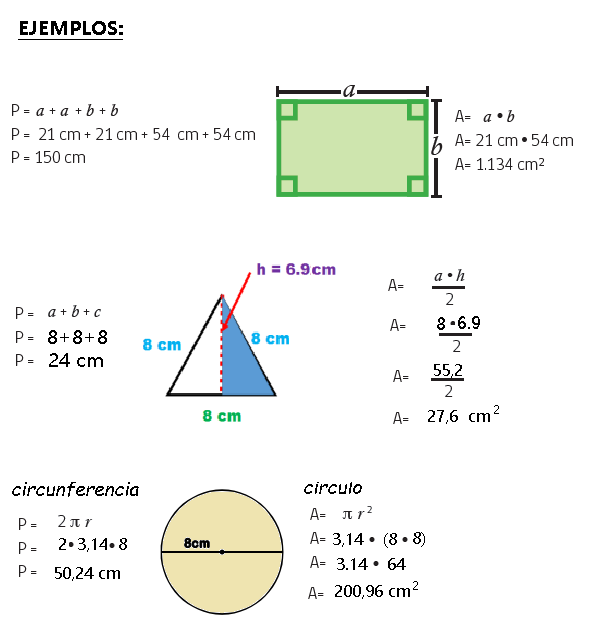 EJEMPLOS:
P = a + a + b + b
P = 21 cm + 21 cm + 54 cm + 54 cm
P = 150 cm
a
b
A= a • b
A= 21 cm • 54 cm
A= 1.134 cm²
P = a + b + c
P = 8+8+8
P = 24 cm
h = 6.9cm
8 cm
8 cm
8 cm
A= a • h
2
A= 8 •6.9
2
A= 55,2
2
A= 27,6 cm²
circunferencia
P = 2 π r
P = 2•3,14•8
P = 50,24 cm
8cm
círculo
A= π r²
A= 3,14 • (8 • 8)
A= 3.14 • 64
A= 200,96 cm²